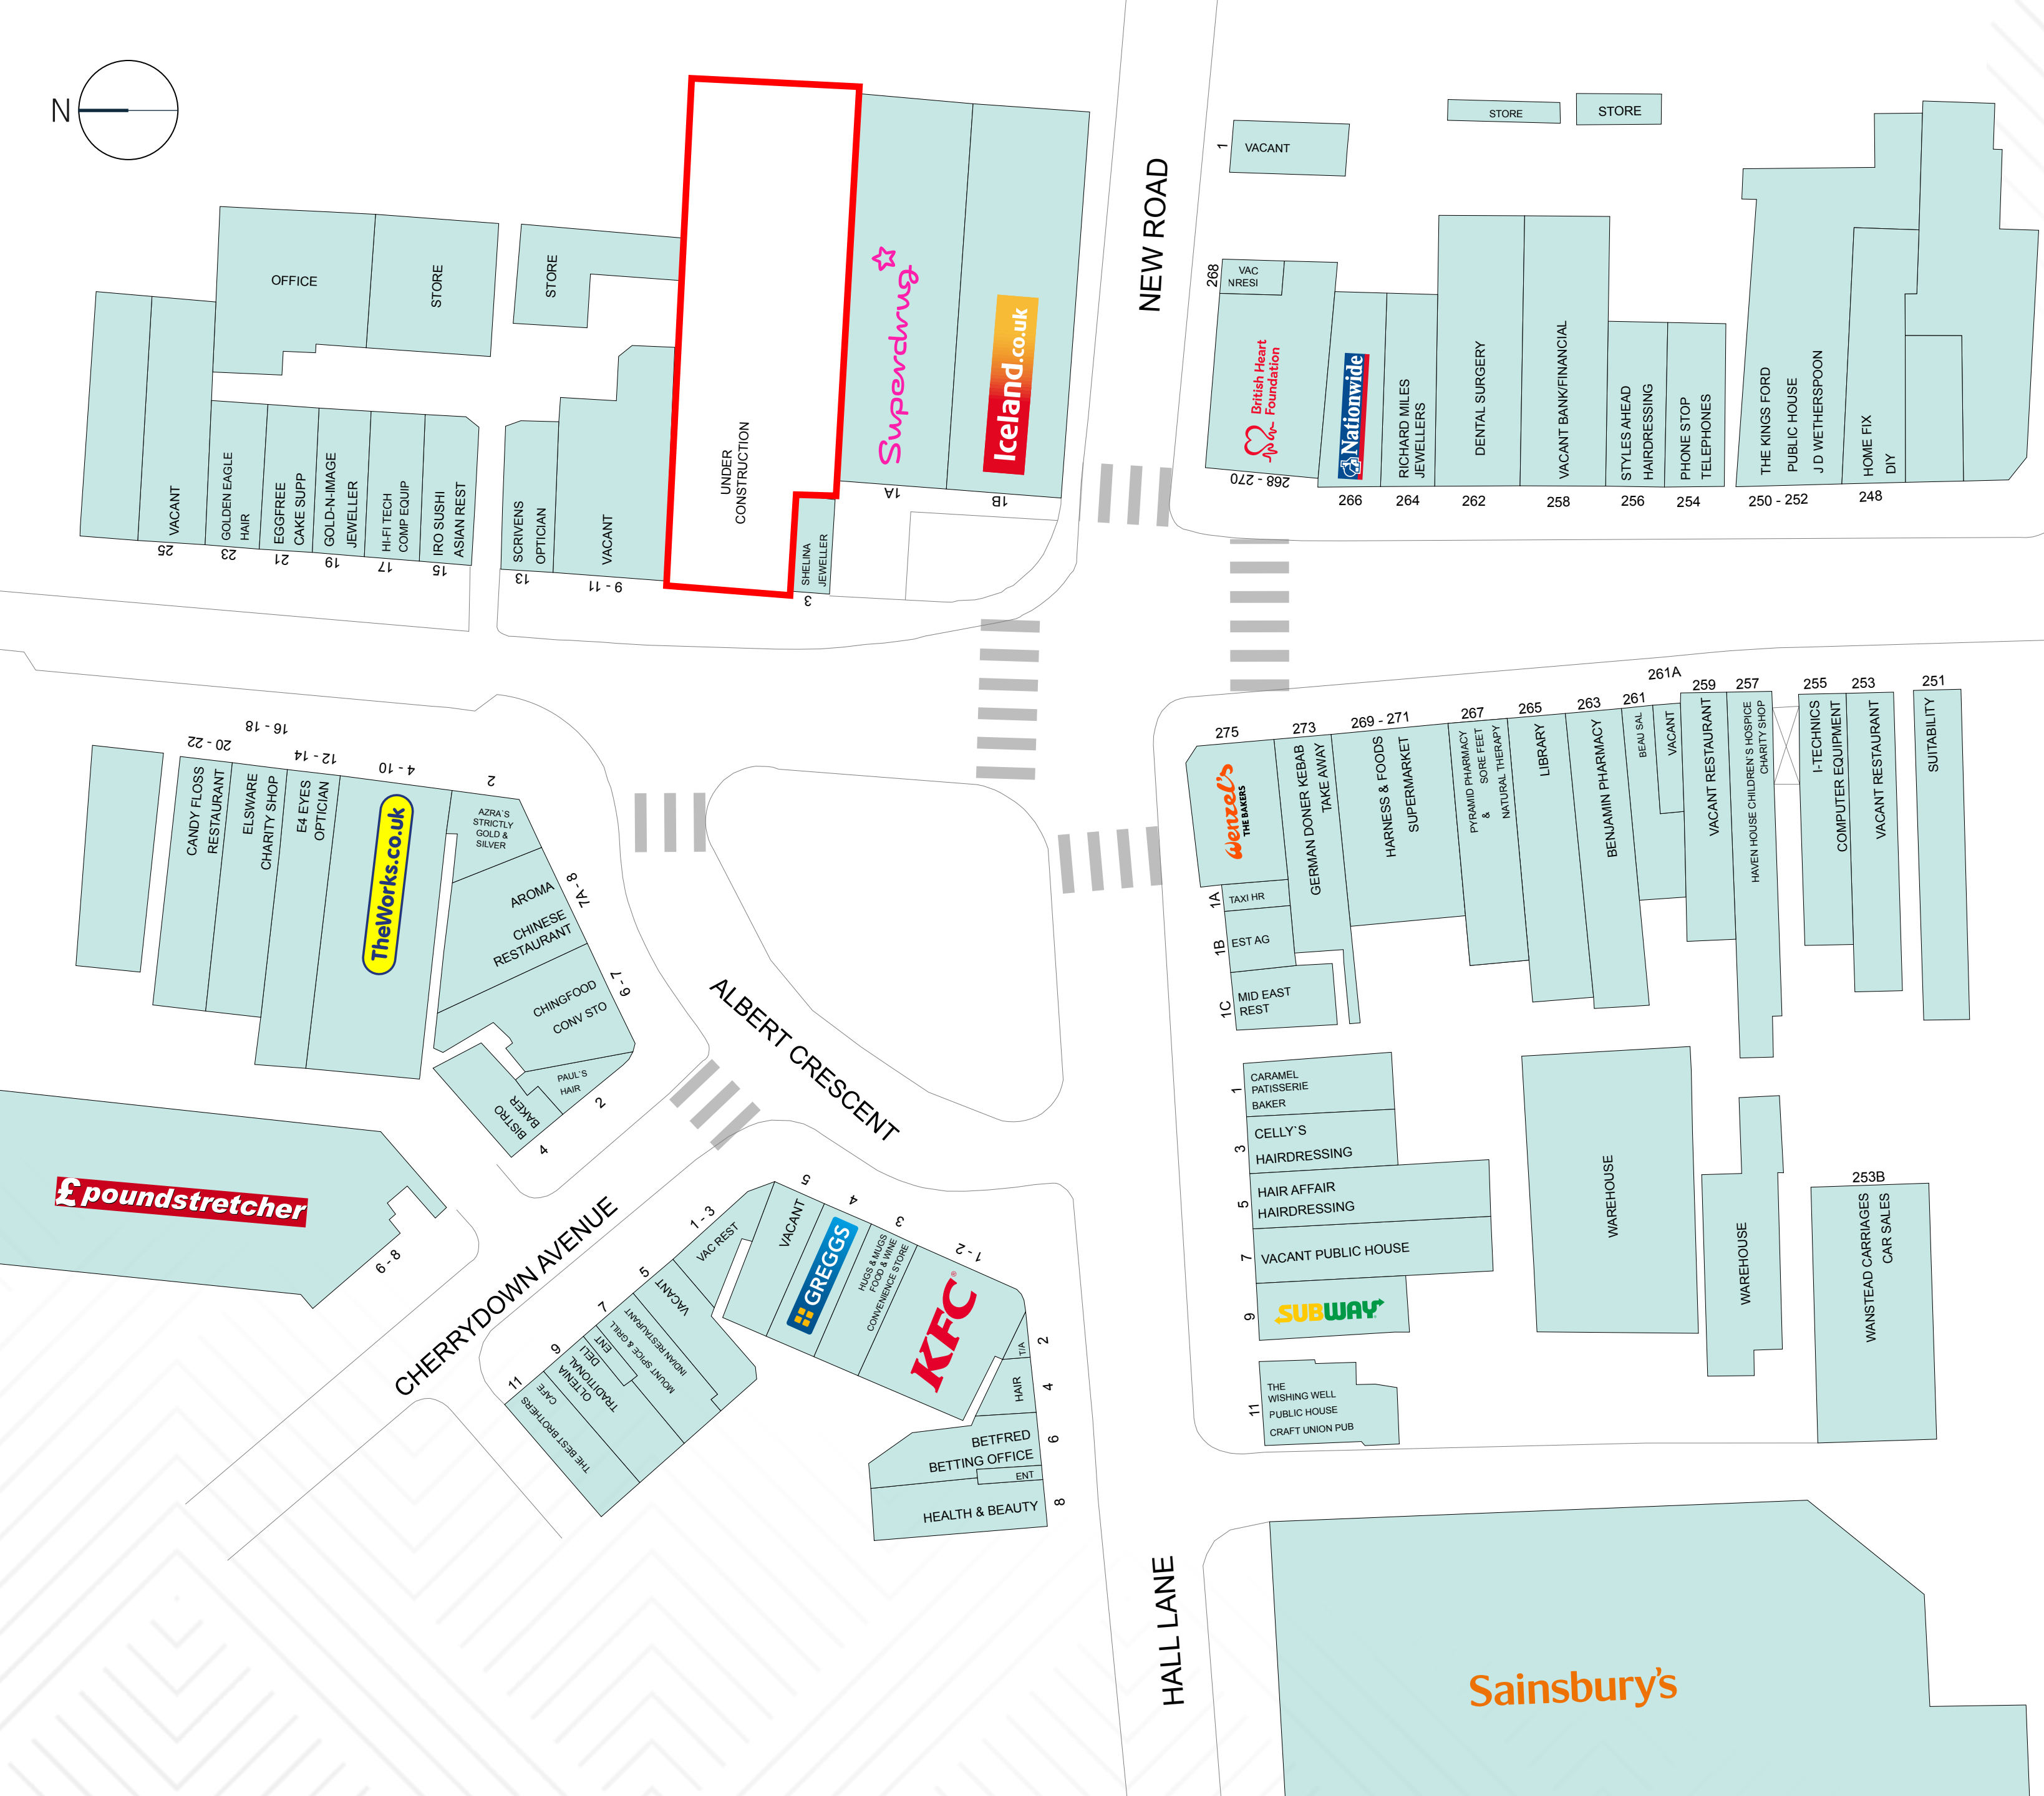 N
OFFICE
STORE
STORE
VACANT
25
GOLDEN EAGLE
HAIR
23
EGGFREE
CAKE SUPP
21
GOLD-N-IMAGE
JEWELLER
19
HI-FI TECH
COMP EQUIP
17
IRO SUSHI
ASIAN REST
15
SCRIVENS
OPTICIAN
13
VACANT
9 - 11
UNDER
CONSTRUCTION
SHELINA
JEWELLER
3
Superdrug
1A
Iceland.co.uk
1B
NEW ROAD
1
VACANT
STORE
STORE
268
VAC
NRESI
British Heart
Foundation
268 - 270
Nationwide
266
RICHARD MILES
JEWELLERS
264
DENTAL SURGERY
262
VACANT BANK/FINANCIAL
258
STYLES AHEAD
HAIRDRESSING
256
PHONE STOP
TELEPHONES
254
THE KINGS FORD
PUBLIC HOUSE
J D WETHERSPOON
250 - 252
HOME FIX
DIY
248
20 - 22
CANDY FLOSS
RESTAURANT
16 - 18
ELSWARE
CHARITY SHOP
12 - 14
E4 EYES
OPTICIAN
4 - 10
TheWorks.co.uk
2
AZRA`S
STRICTLY
GOLD &
SILVER
7A - 8
AROMA
CHINESE
RESTAURANT
6 - 7
CHINGFOOD
CONV STO
PAUL`S
HAIR
2
BISTRO
BAKER
4
£ poundstretcher
6 - 8
ALBERT CRESCENT
CHERRYDOWN AVENUE
1 - 3
VAC REST
5
VACANT
7
MOUNT SPICE & GRILL
INDIAN RESTAURANT
ENT
9
OLTENIA
TRADITIONAL
DELI
11
THE BEST BROTHERS
CAFE
5
VACANT
4
GREGGS
3
HUGS & MUGS
FOOD & WINE
CONVENIENCE STORE
1 - 2
KFC
T/A
2
HAIR
4
BETFRED
BETTING OFFICE
6
ENT
HEALTH & BEAUTY
8
275
Wenzel's
THE BAKERS
273
GERMAN DONER KEBAB
TAKE AWAY
269 - 271
HARNESS & FOODS
SUPERMARKET
267
PYRAMID PHARMACY
&
SORE FEET
NATURAL THERAPY
265
LIBRARY
263
BENJAMIN PHARMACY
261
BEAU SAL
261A
VACANT
259
VACANT RESTAURANT
257
HAVEN HOUSE CHILDREN`S HOSPICE
CHARITY SHOP
255
I-TECHNICS
COMPUTER EQUIPMENT
253
VACANT RESTAURANT
251
SUITABILITY
1A
TAXI HR
1B
EST AG
1C
MID EAST
REST
1
CARAMEL
PATISSERIE
BAKER
3
CELLY`S
HAIRDRESSING
5
HAIR AFFAIR
HAIRDRESSING
7
VACANT PUBLIC HOUSE
9
SUBWAY
11
THE
WISHING WELL
PUBLIC HOUSE
CRAFT UNION PUB
WAREHOUSE
WAREHOUSE
253B
WANSTEAD CARRIAGES
CAR SALES
HALL LANE
Sainsbury's